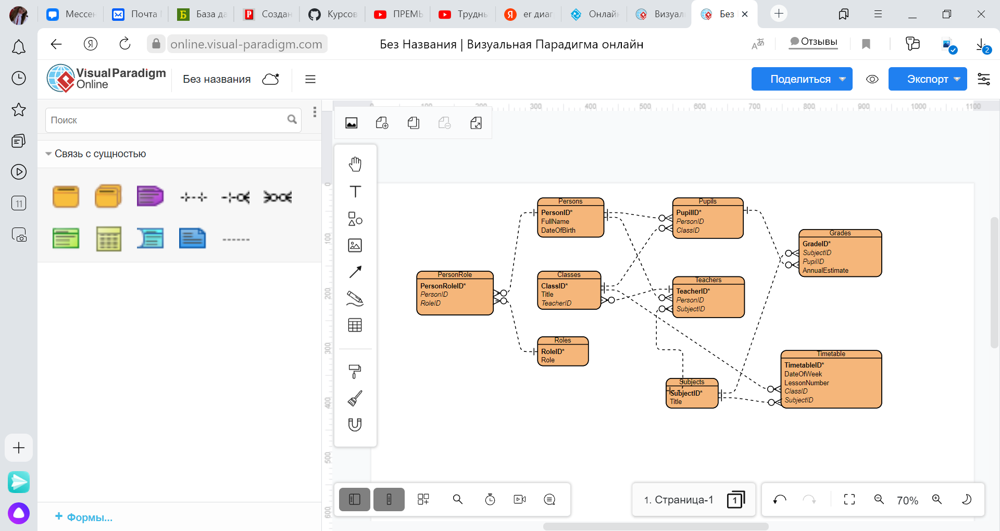 Мессен
Почта
База да
Создан
Курсов
ПРЕМЬ
Труднь
er диаг
Онлайн
Визуал
Без
online.visual-paradigm.com
Без Названия | Визуальная Парадигма онлайн
Отзывы
2
Visual Paradigm
Online
Без названия
Поделиться
Экспорт
Поиск
Связь с сущностью
11
0 100 200 300 400 500 600 700 800 900 1000 1100
0
100
200
300
400
500
600
Persons
PersonID*
FullName
DateOfBirth
Pupils
PupilID*
PersonID
ClassID
Grades
GradeID*
SubjectID
PupilID
AnnualEstimate
PersonRole
PersonRoleID*
PersonID
RoleID
Classes
ClassID*
Title
TeacherID
Teachers
TeacherID*
PersonID
SubjectID
Roles
RoleID*
Role
Timetable
TimetableID*
DateOfWeek
LessonNumber
ClassID
SubjectID
Subjects
SubjectID*
Title
+ Формы...
1. Страница-1
1
70%